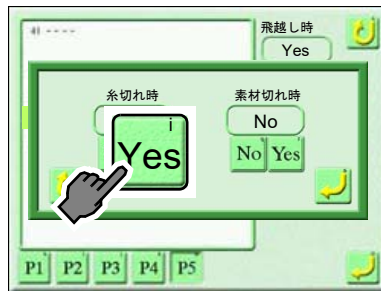 41 ----
飛越し時
Yes
糸切れ時
素材切れ時
No
i
Yes
No Yes
P1 P2 P3 P4 P5